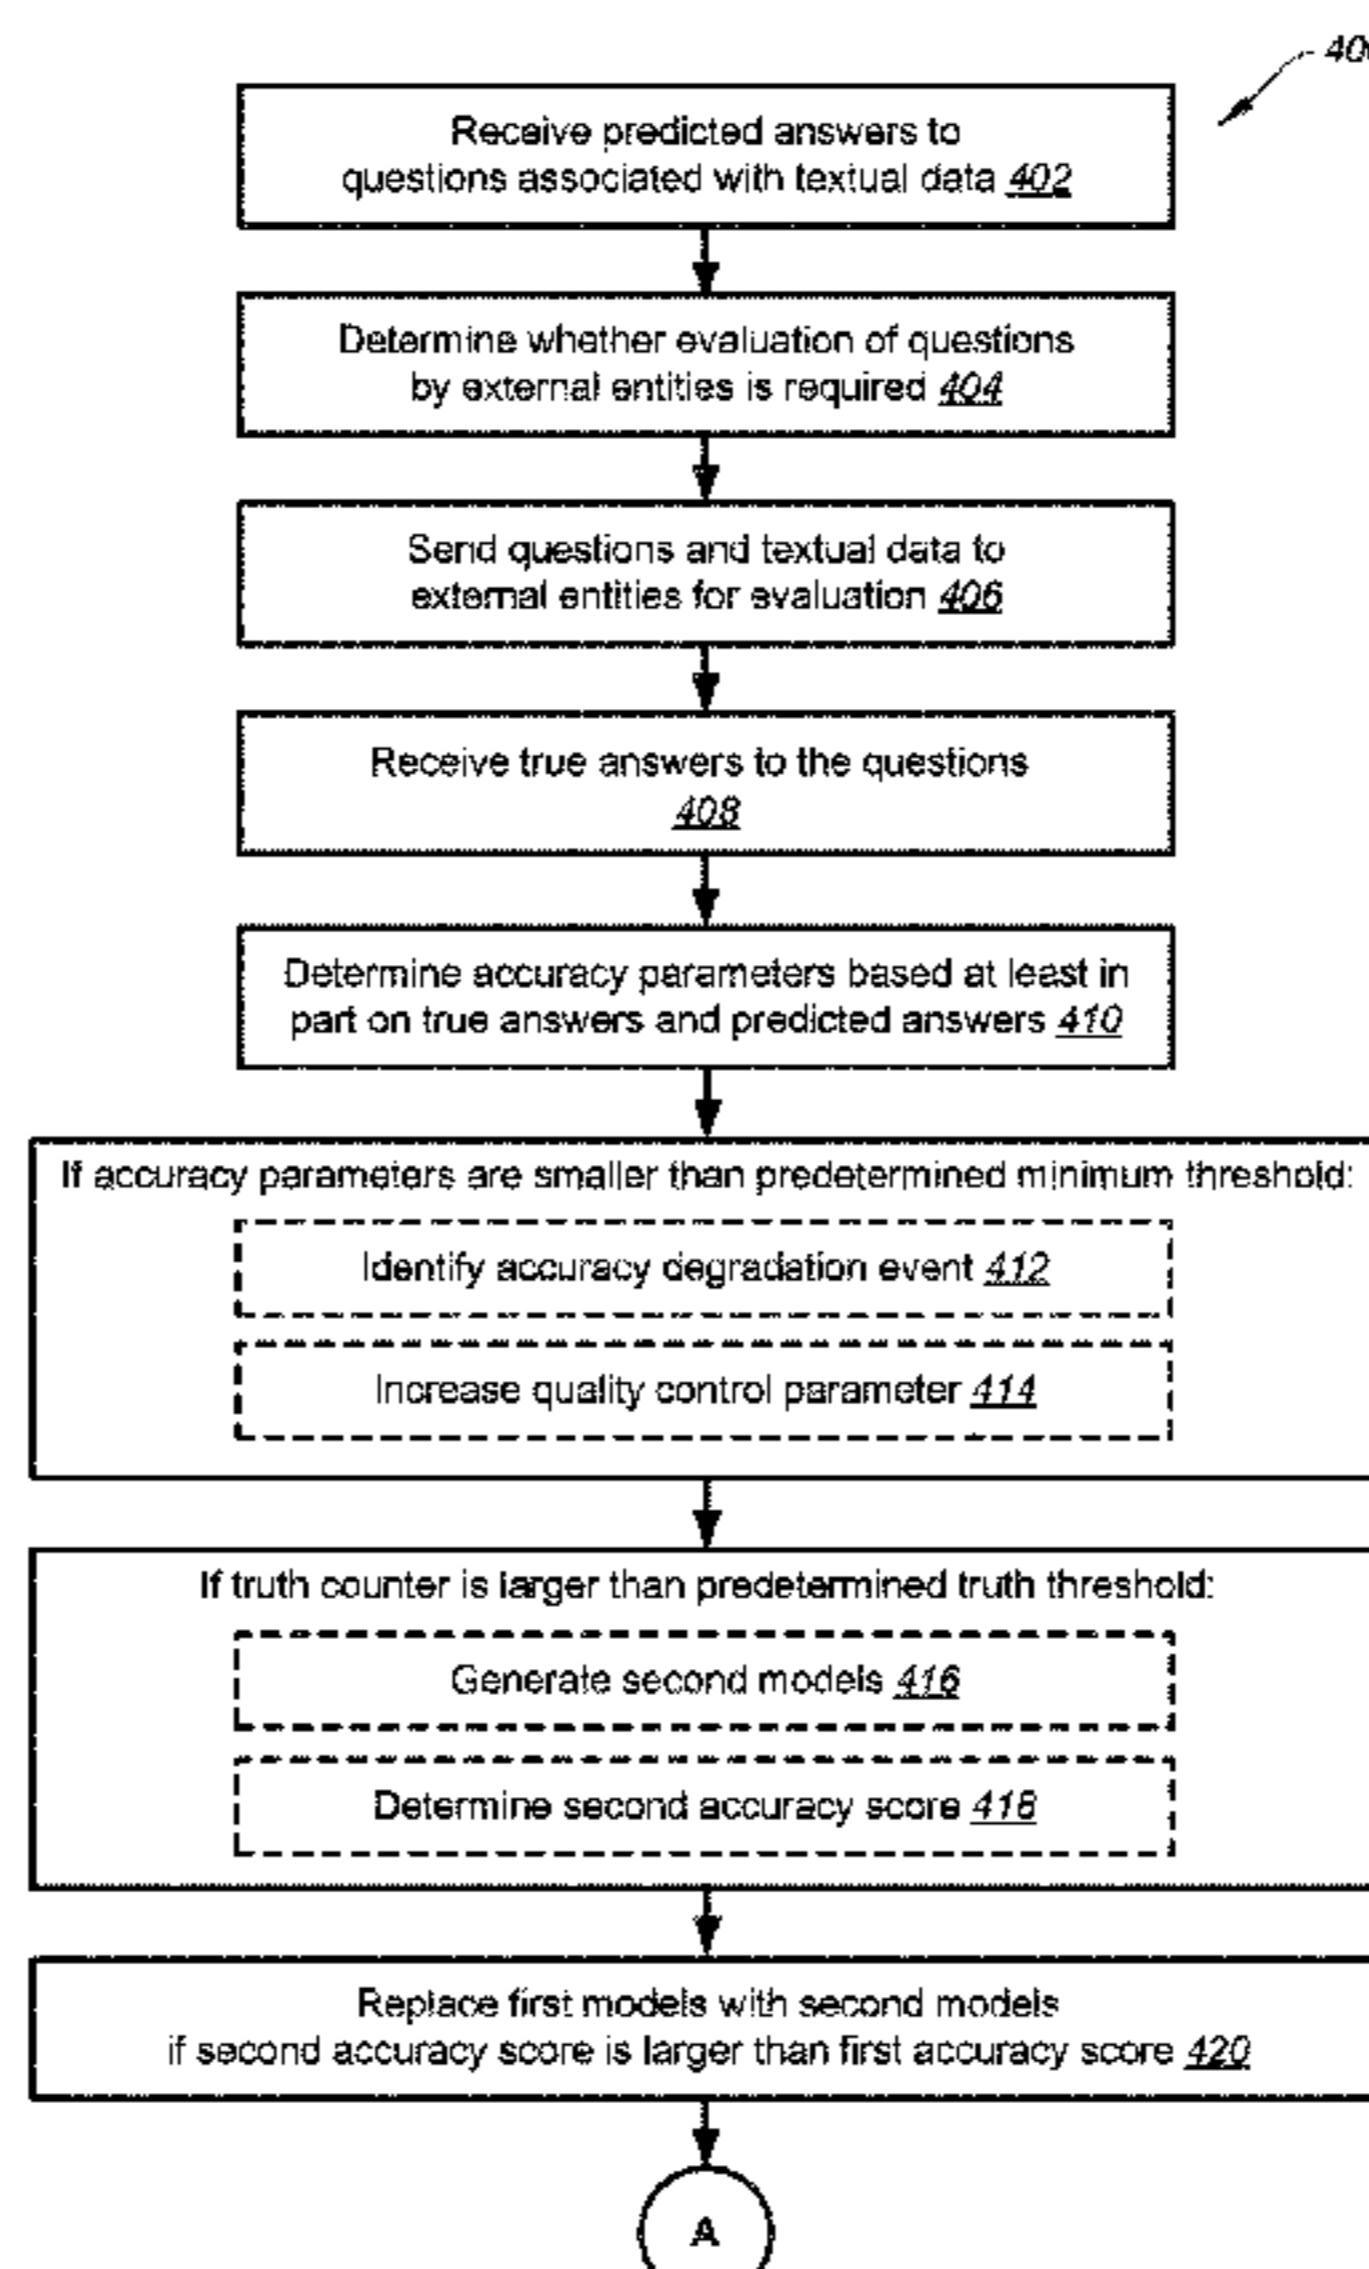 40
Receive predicted answers to
questions associated with textual data 402
Determine whether evaluation of questions
by external entities is required 404
Send questions and textual data to
external entities for evaluation 406
Receive true answers to the questions
408
Determine accuracy parameters based at least in
part on true answers and predicted answers 410
If accuracy parameters are smaller than predetermined minimum threshold:
Identify accuracy degradation event 412
Increase quality control parameter 414
If truth counter is larger than predetermined truth threshold:
Generate second models 416
Determine second accuracy score 418
Replace first models with second models
if second accuracy score is larger than first accuracy score 420
A